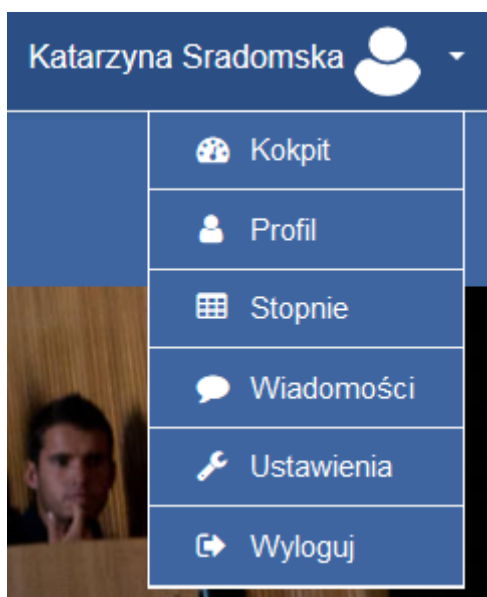 Katarzyna Sradomska
Kokpit
Profil
Stopnie
Wiadomości
Ustawienia
Wyloguj